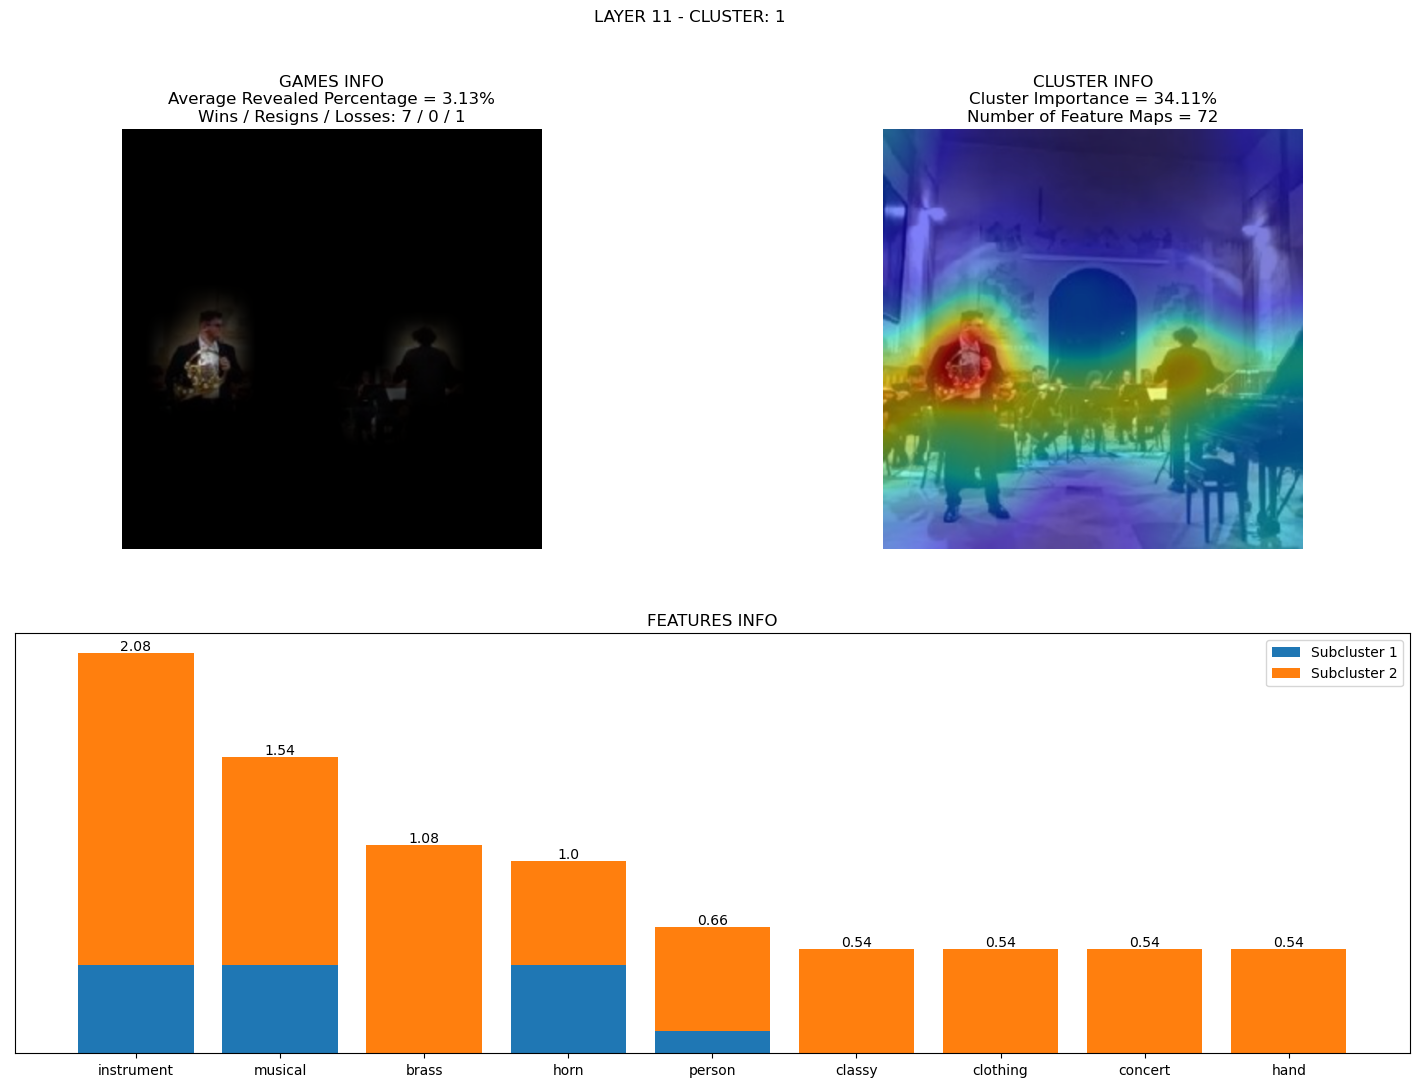 LAYER 11 - CLUSTER: 1
GAMES INFO
Average Revealed Percentage = 3.13%
Wins / Resigns / Losses: 7 / 0 / 1
CLUSTER INFO
Cluster Importance = 34.11%
Number of Feature Maps = 72
FEATURES INFO
Subcluster 1
Subcluster 2
2.08
1.54
1.08
1.0
0.66
0.54
0.54
0.54
0.54
instrument
musical
brass
horn
person
classy
clothing
concert
hand